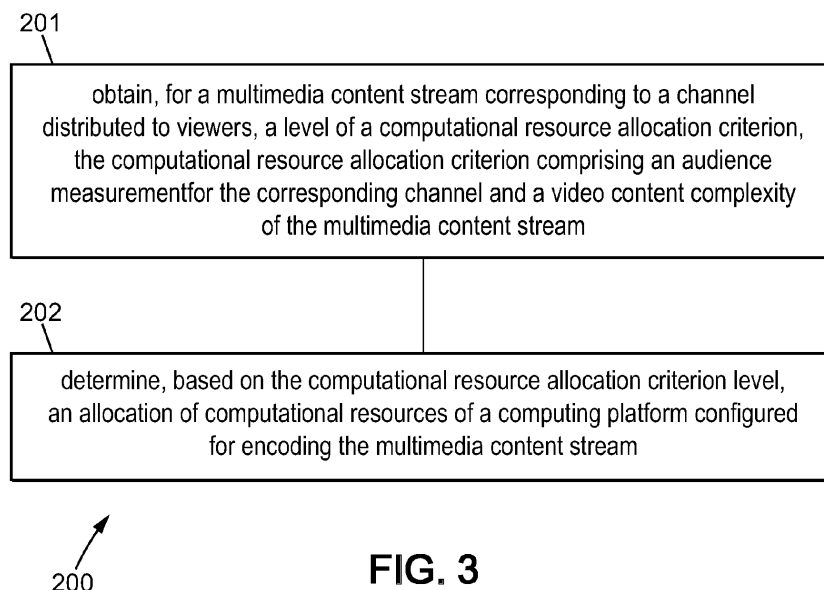 201
obtain, for a multimedia content stream corresponding to a channel
distributed to viewers, a level of a computational resource allocation criterion,
the computational resource allocation criterion comprising an audience
measurementfor the corresponding channel and a video content complexity
of the multimedia content stream
202
determine, based on the computational resource allocation criterion level,
an allocation of computational resources of a computing platform configured
for encoding the multimedia content stream
200
FIG. 3